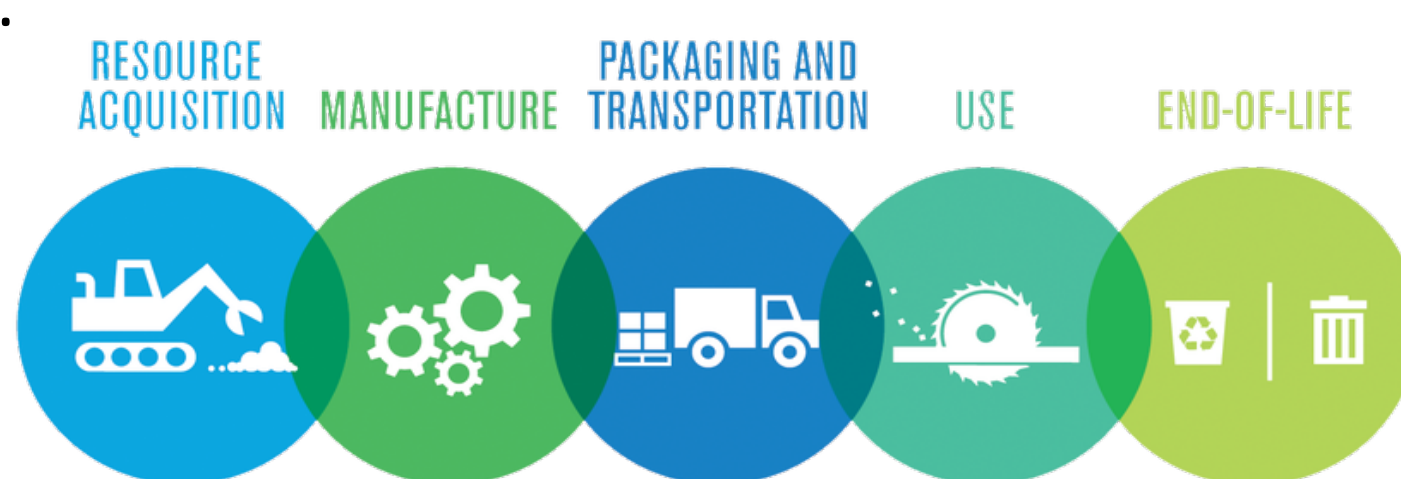 RESOURCE
ACQUISITION
MANUFACTURE
PACKAGING AND
TRANSPORTATION
USE
END-OF-LIFE